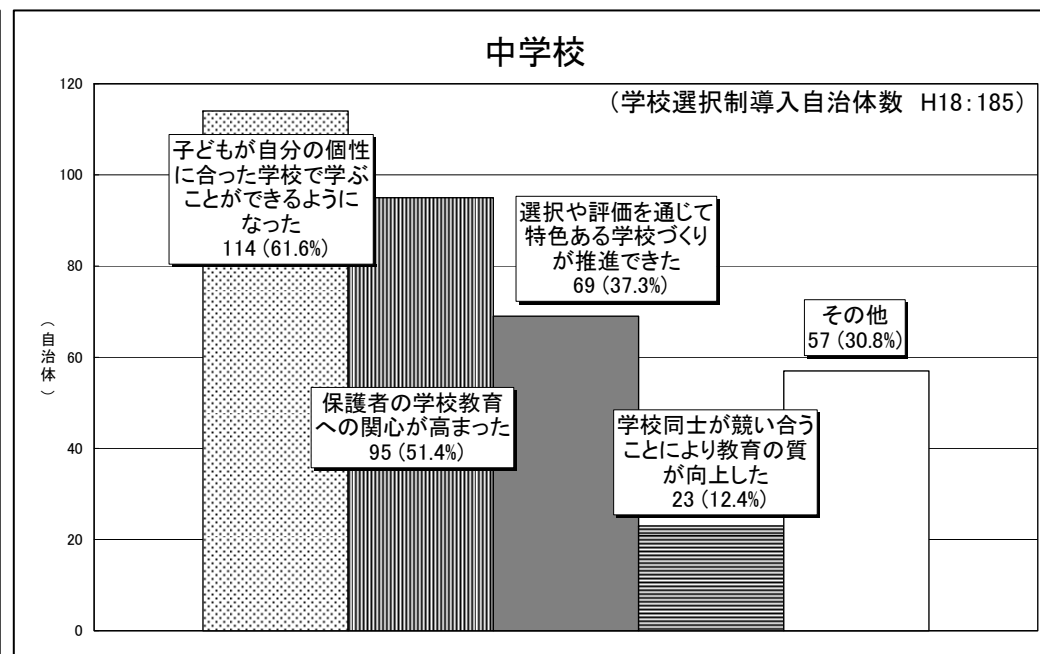 中学校
(学校選択制導入自治体数 H18:185)
120
100
80
60
40
20
0
(自治体)
子どもが自分の個性
に合った学校で学ぶ
ことができるように
なった
114 (61.6%)
保護者の学校教育
への関心が高まった
95 (51.4%)
選択や評価を通じて
特色ある学校づくり
が推進できた
69 (37.3%)
学校同士が競い合う
ことにより教育の質
が向上した
23 (12.4%)
その他
57 (30.8%)